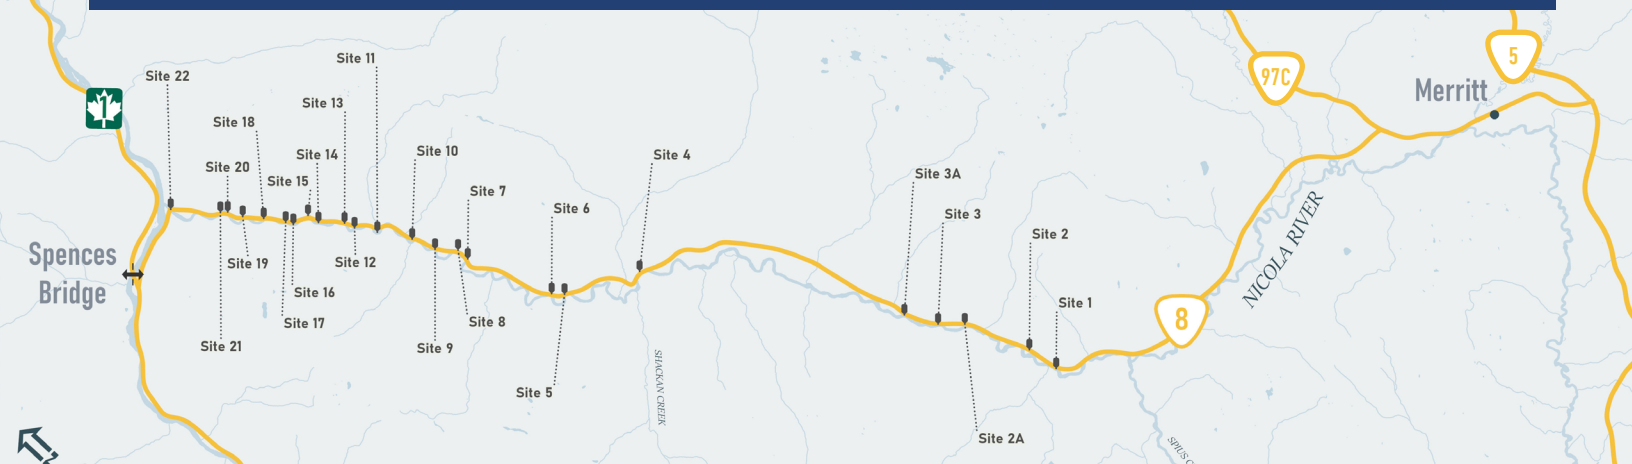 Site 11
Site 22
Site 13
Site 18
Site 14
Site 20
Site 15
Site 10
Site 7
Site 4
Site 6
Site 3A
Site 3
Site 2
Site 1
1
97C
5
Merritt
Spences
Bridge
Site 19
Site 12
Site 16
Site 17
Site 21
Site 8
Site 9
Site 5
Site 2A
8
NICOLA RIVER
SHACKAN CREEK
SPIUS C